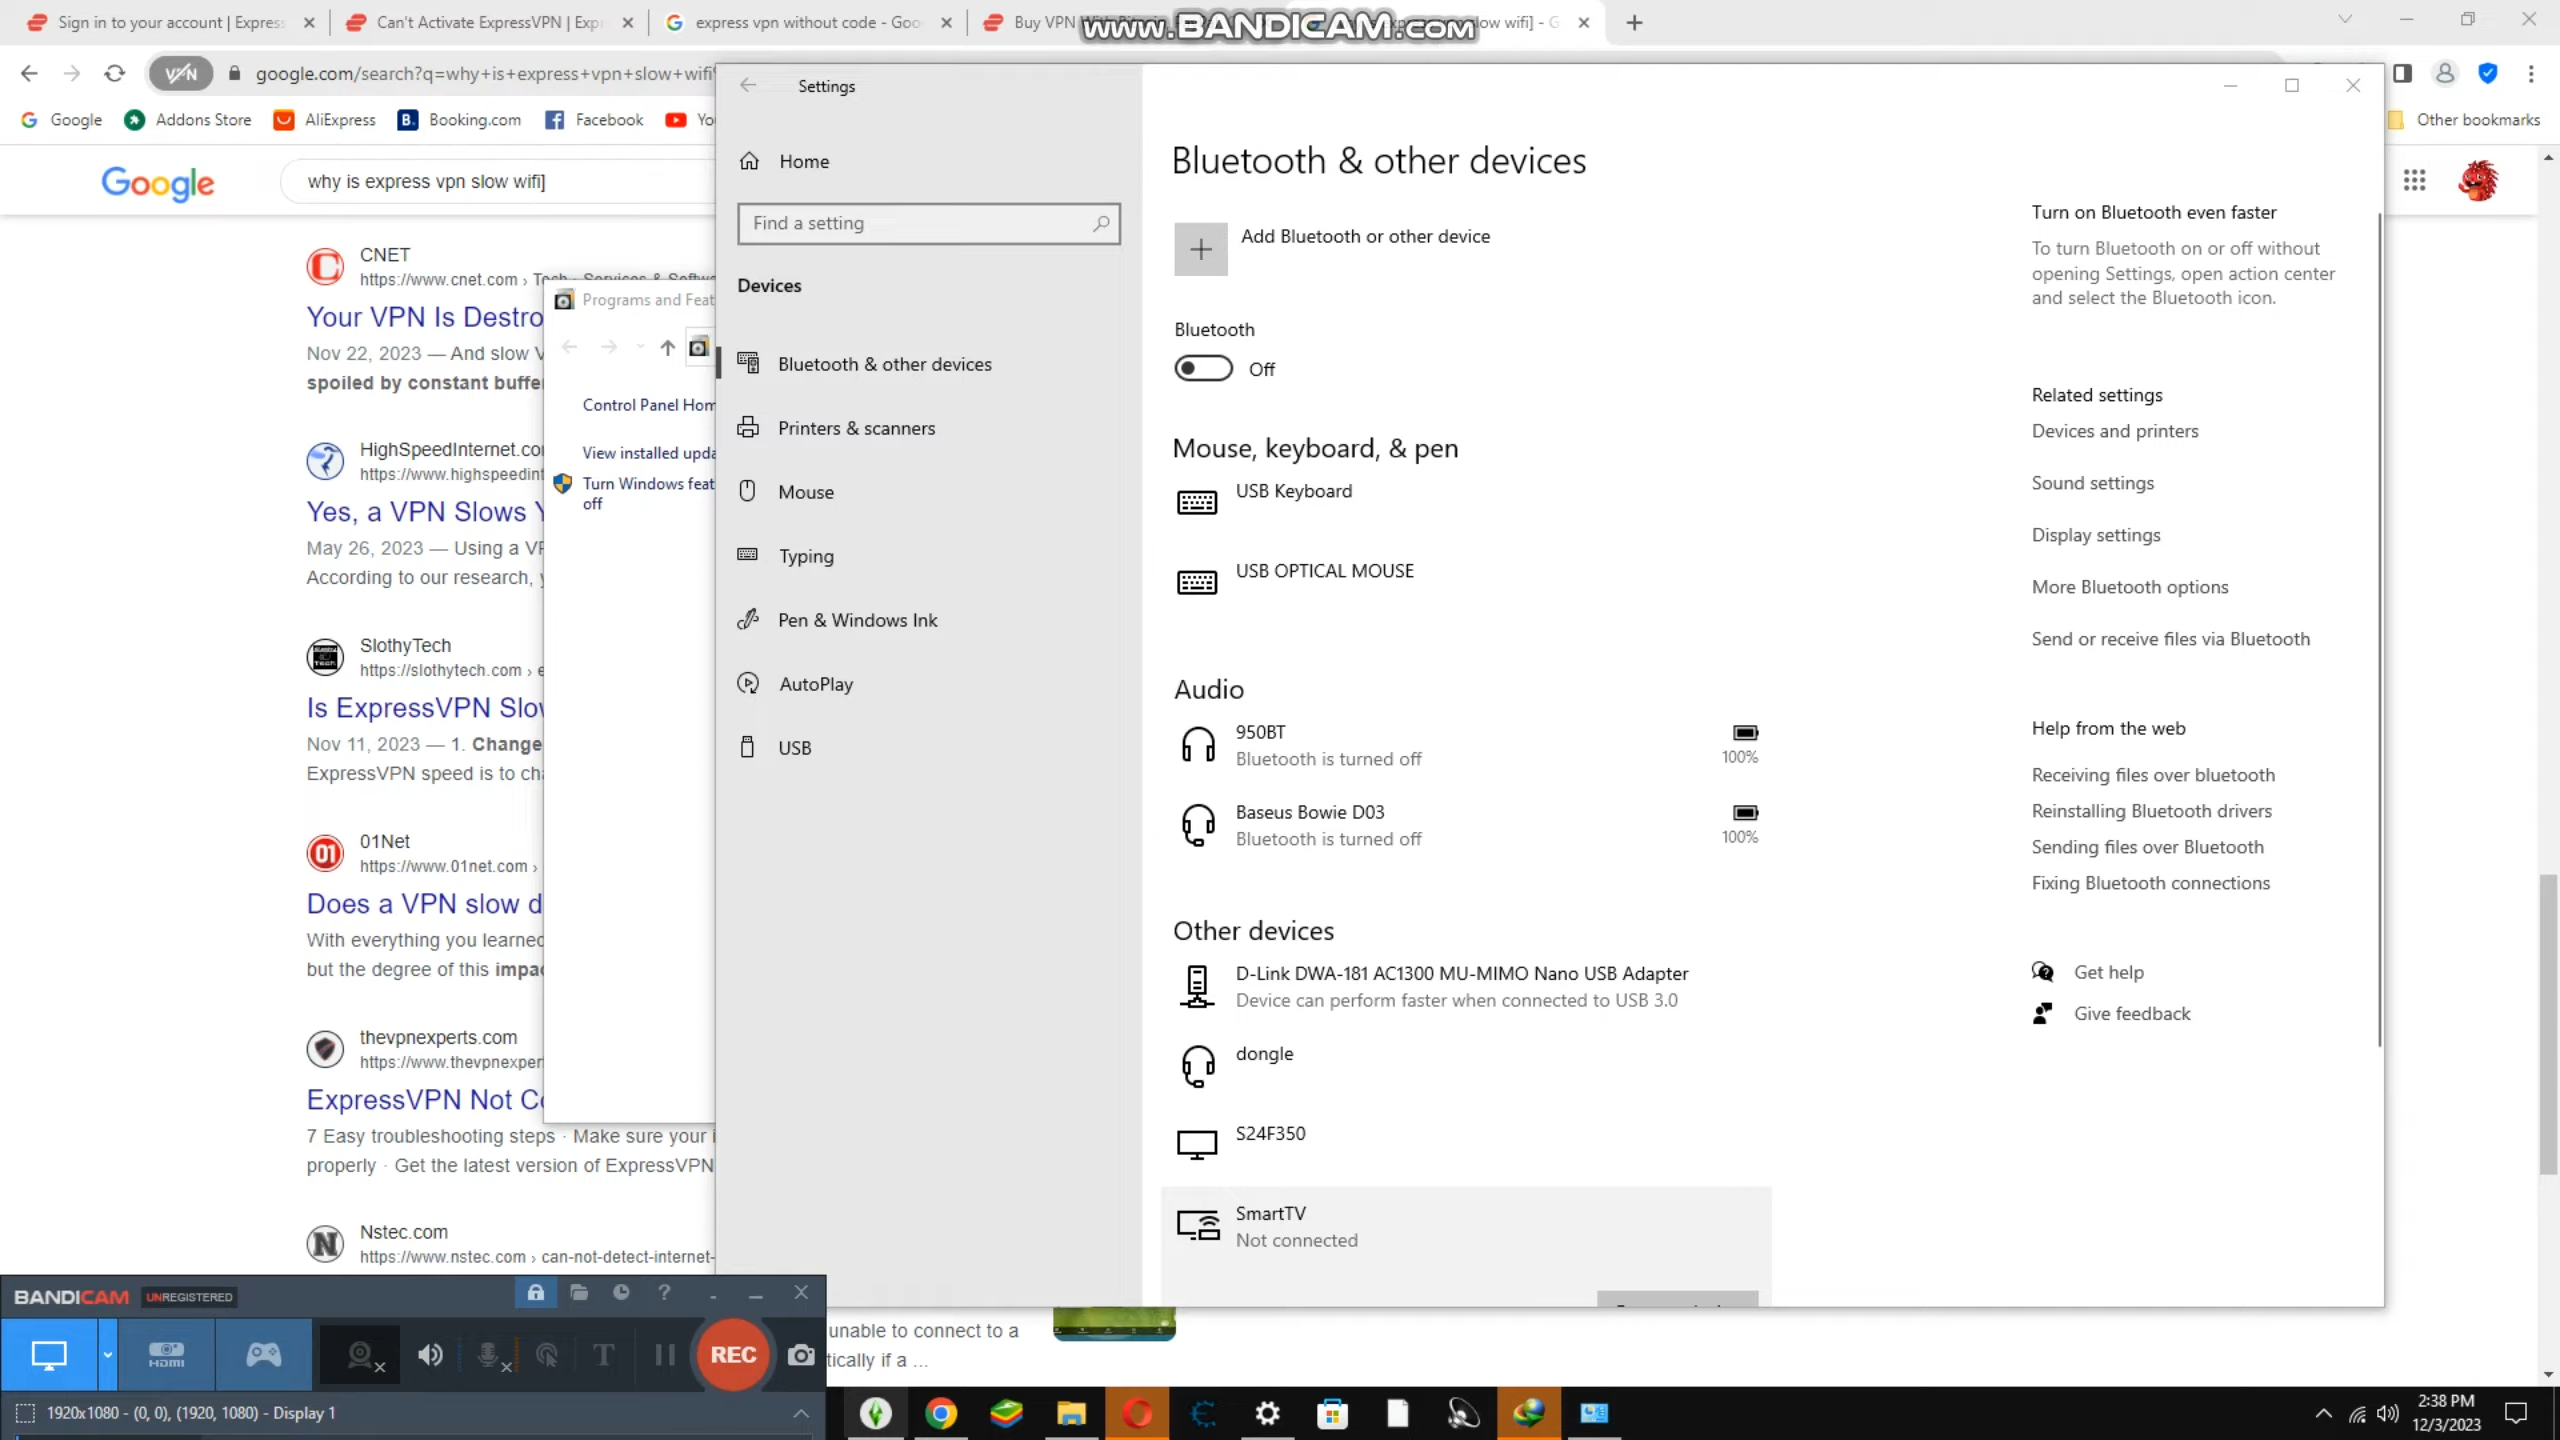 Sign in to your account | Express
Can't Activate ExpressVPN | Exp
express vpn without code - Goo
Buy VPN
www.BANDICAM.com
low wifi] - G
VPN
google.com/search?q=why+is+express+vpn+slow+wifi
Google
Addons Store
AliExpress
Booking.com
Facebook
Other bookmarks
Google
why is express vpn slow wifi]
CNET
https://www.cnet.com › Tech › Services & Softw
Your VPN Is Destro
Nov 22, 2023 — And slow
spoiled by constant buffe
HighSpeedInternet.co
https://www.highspeedint
Yes, a VPN Slows
May 26, 2023 — Using a
According to our research,
SlothyTech
https://slothytech.com ›
Is ExpressVPN Slo
Nov 11, 2023 — 1. Change
ExpressVPN speed is to ch
01Net
https://www.01net.com ›
Does a VPN slow d
With everything you learned
but the degree of this impa
thevpnexperts.com
https://www.thevpnexper
ExpressVPN Not C
7 Easy troubleshooting steps · Make sure your
properly · Get the latest version of ExpressVPN
Nstec.com
https://www.nstec.com › can-not-detect-internet-
unable to connect to a
tically if a ...
Programs and Feat
Control Panel Hom
View installed upda
Turn Windows feat
off
Settings
Home
Find a setting
Devices
Bluetooth & other devices
Printers & scanners
Mouse
Typing
Pen & Windows Ink
AutoPlay
USB
Bluetooth & other devices
Add Bluetooth or other device
Bluetooth
Off
Mouse, keyboard, & pen
USB Keyboard
USB OPTICAL MOUSE
Audio
950BT
Bluetooth is turned off
100%
Baseus Bowie D03
Bluetooth is turned off
100%
Other devices
D-Link DWA-181 AC1300 MU-MIMO Nano USB Adapter
Device can perform faster when connected to USB 3.0
dongle
S24F350
SmartTV
Not connected
Turn on Bluetooth even faster
To turn Bluetooth on or off without
opening Settings, open action center
and select the Bluetooth icon.
Related settings
Devices and printers
Sound settings
Display settings
More Bluetooth options
Send or receive files via Bluetooth
Help from the web
Receiving files over bluetooth
Reinstalling Bluetooth drivers
Sending files over Bluetooth
Fixing Bluetooth connections
Get help
Give feedback
BANDICAM UNREGISTERED
HDMI
REC
1920x1080 - (0, 0), (1920, 1080) - Display 1
2:38 PM
12/3/2023